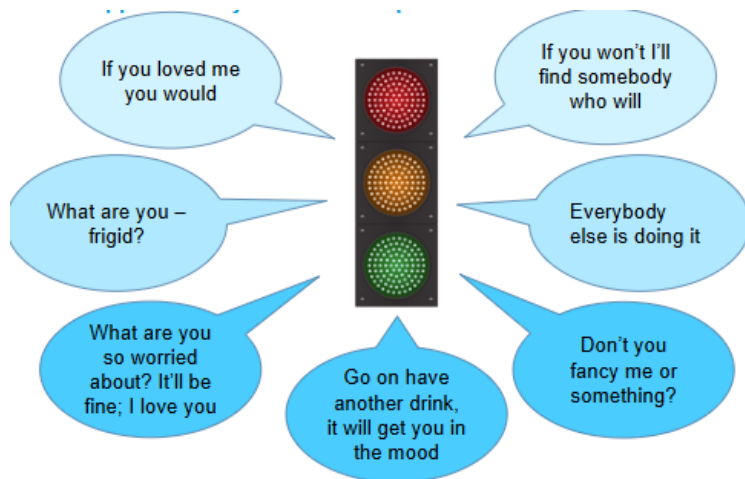 If you loved me
you would
If you won't I'll
find somebody
who will
What are you –
frigid?
Everybody
else is doing it
What are you
so worried
about? It'll be
fine; I love you
Go on have
another drink,
it will get you in
the mood
Don't you
fancy me or
something?